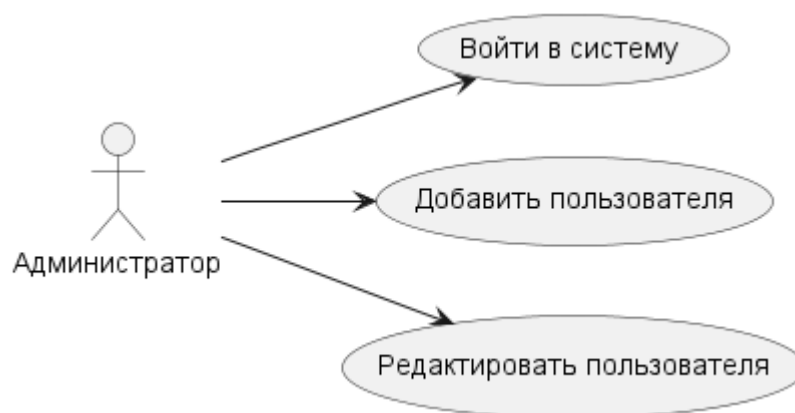 Войти в систему
Добавить пользователя
Администратор
Редактировать пользователя